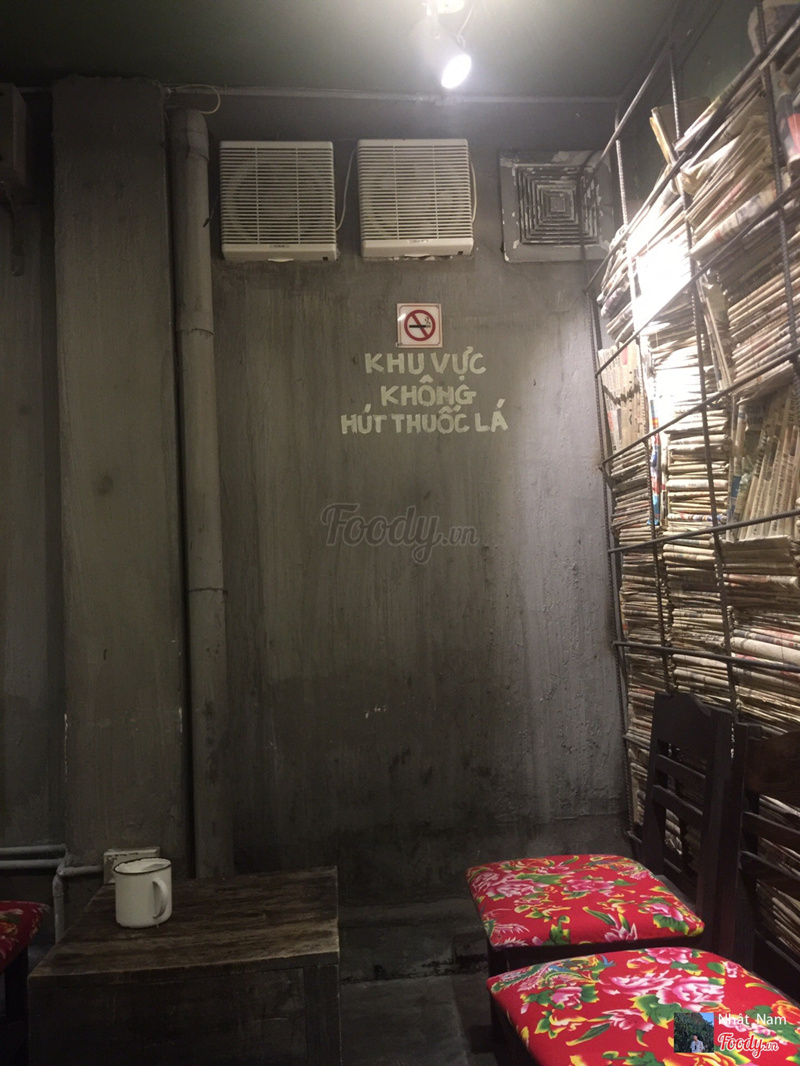 KHU VỰC
KHÔNG
HÚT THUỐC LÁ
Foody.vn
Nhật Nam
Foody.vn